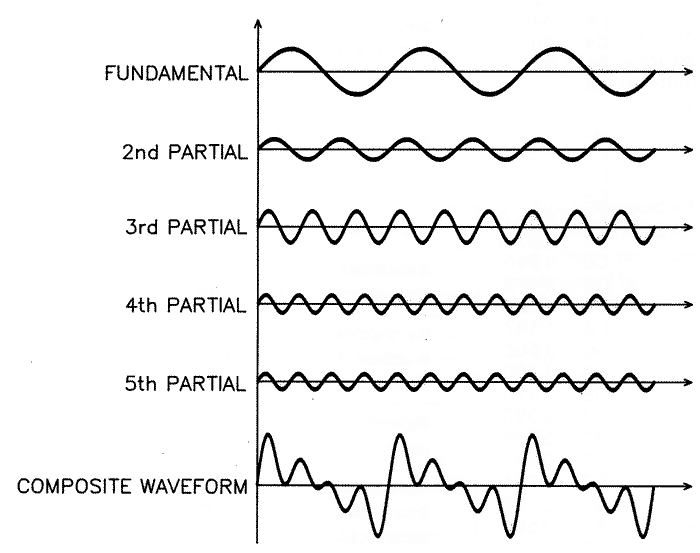 FUNDAMENTAL
2nd PARTIAL
3rd PARTIAL
4th PARTIAL
5th PARTIAL
COMPOSITE WAVEFORM